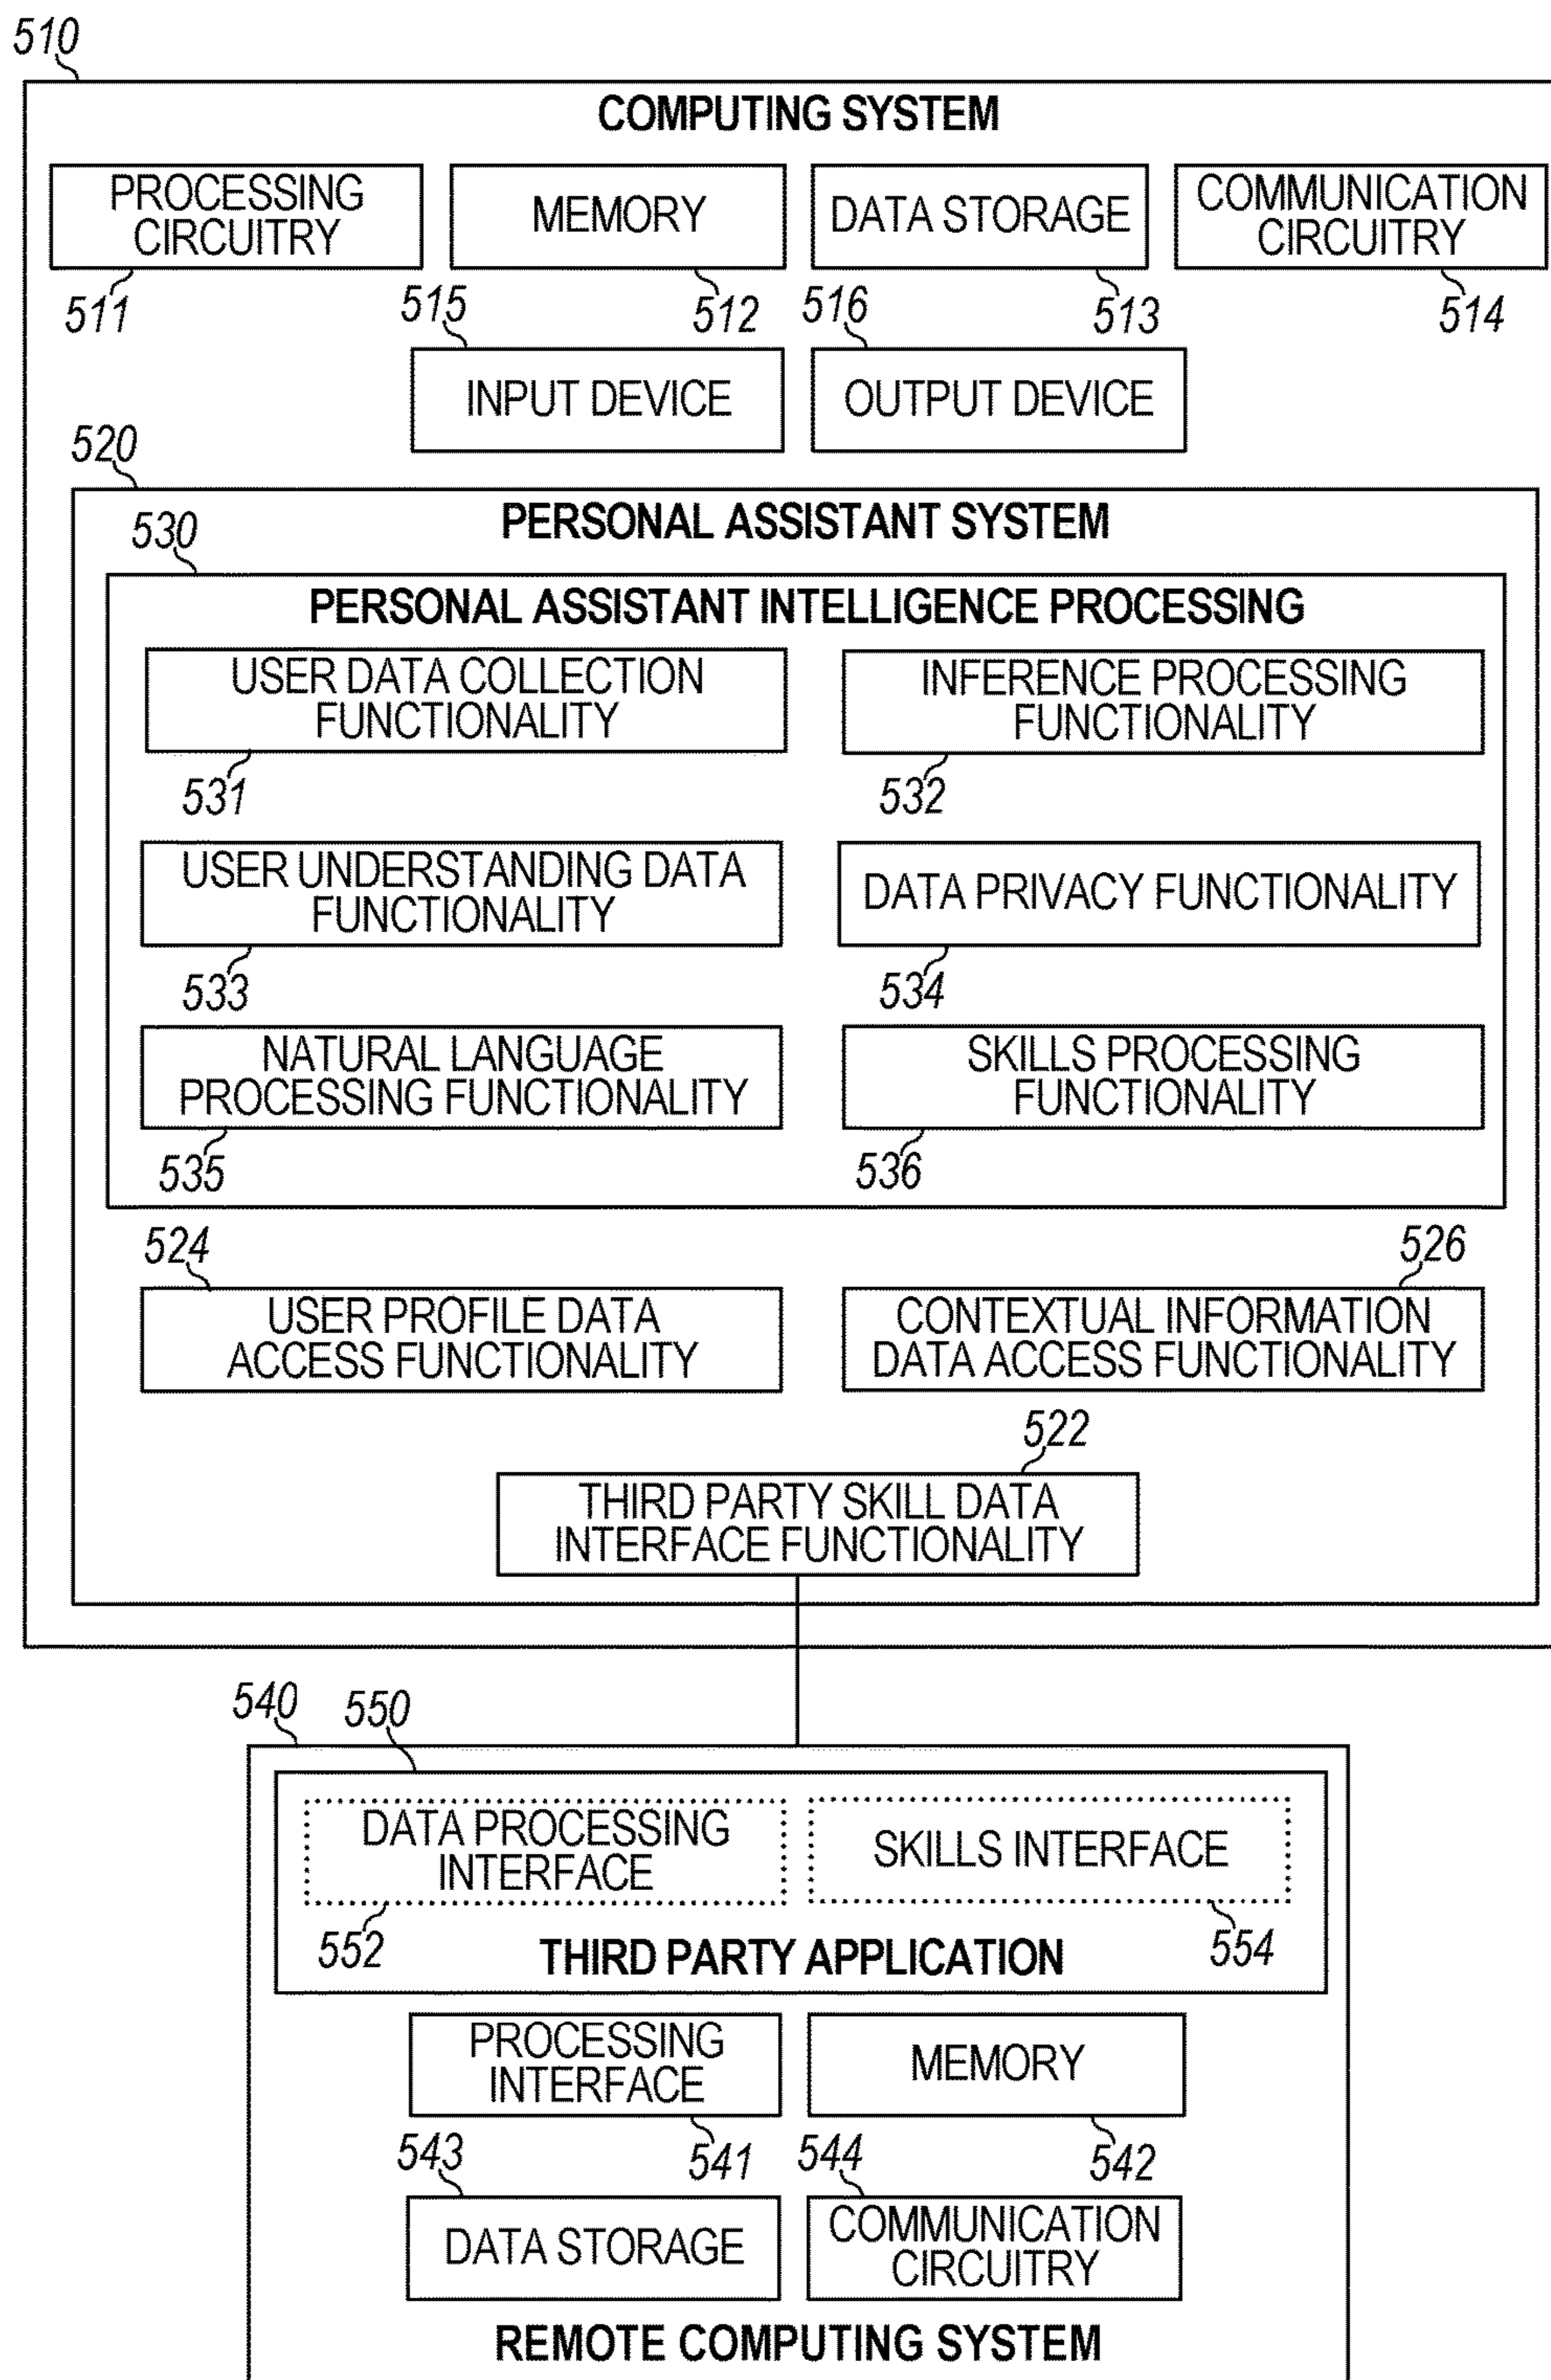 510
COMPUTING SYSTEM
PROCESSING
CIRCUITRY
MEMORY
DATA STORAGE
COMMUNICATION
CIRCUITRY
511
515
512
516
513
514
INPUT DEVICE
OUTPUT DEVICE
520
PERSONAL ASSISTANT SYSTEM
530
PERSONAL ASSISTANT INTELLIGENCE PROCESSING
USER DATA COLLECTION
FUNCTIONALITY
INFERENCE PROCESSING
FUNCTIONALITY
531
532
USER UNDERSTANDING DATA
FUNCTIONALITY
DATA PRIVACY FUNCTIONALITY
533
534
NATURAL LANGUAGE
PROCESSING FUNCTIONALITY
SKILLS PROCESSING
FUNCTIONALITY
535
536
524
526
USER PROFILE DATA
ACCESS FUNCTIONALITY
CONTEXTUAL INFORMATION
DATA ACCESS FUNCTIONALITY
522
THIRD PARTY SKILL DATA
INTERFACE FUNCTIONALITY
540
550
DATA PROCESSING
INTERFACE
SKILLS INTERFACE
552
THIRD PARTY APPLICATION
554
PROCESSING
INTERFACE
MEMORY
543
541
544
542
DATA STORAGE
COMMUNICATION
CIRCUITRY
REMOTE COMPUTING SYSTEM